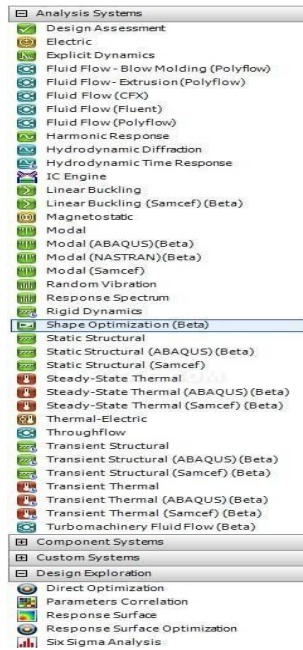 Analysis Systems
Design Assessment
Electric
Explicit Dynamics
Fluid Flow - Blow Molding (Polyflow)
Fluid Flow - Extrusion (Polyflow)
Fluid Flow (CFX)
Fluid Flow (Fluent)
Fluid Flow (Polyflow)
Harmonic Response
Hydrodynamic Diffraction
Hydrodynamic Time Response
IC Engine
Linear Buckling
Linear Buckling (Samcef) (Beta)
Magnetostatic
Modal
Modal (ABAQUS)(Beta)
Modal (NASTRAN)(Beta)
Modal (Samcef)
Random Vibration
Response Spectrum
Rigid Dynamics
Shape Optimization (Beta)
Static Structural
Static Structural (ABAQUS) (Beta)
Static Structural (Samcef)
Steady-State Thermal
Steady-State Thermal (ABAQUS) (Beta)
Steady-State Thermal (Samcef) (Beta)
Thermal-Electric
Throughflow
Transient Structural
Transient Structural (ABAQUS) (Beta)
Transient Structural (Samcef) (Beta)
Transient Thermal
Transient Thermal (ABAQUS) (Beta)
Transient Thermal (Samcef) (Beta)
Turbomachinery Fluid Flow (Beta)
Component Systems
Custom Systems
Design Exploration
Direct Optimization
Parameters Correlation
Response Surface
Response Surface Optimization
Six Sigma Analysis